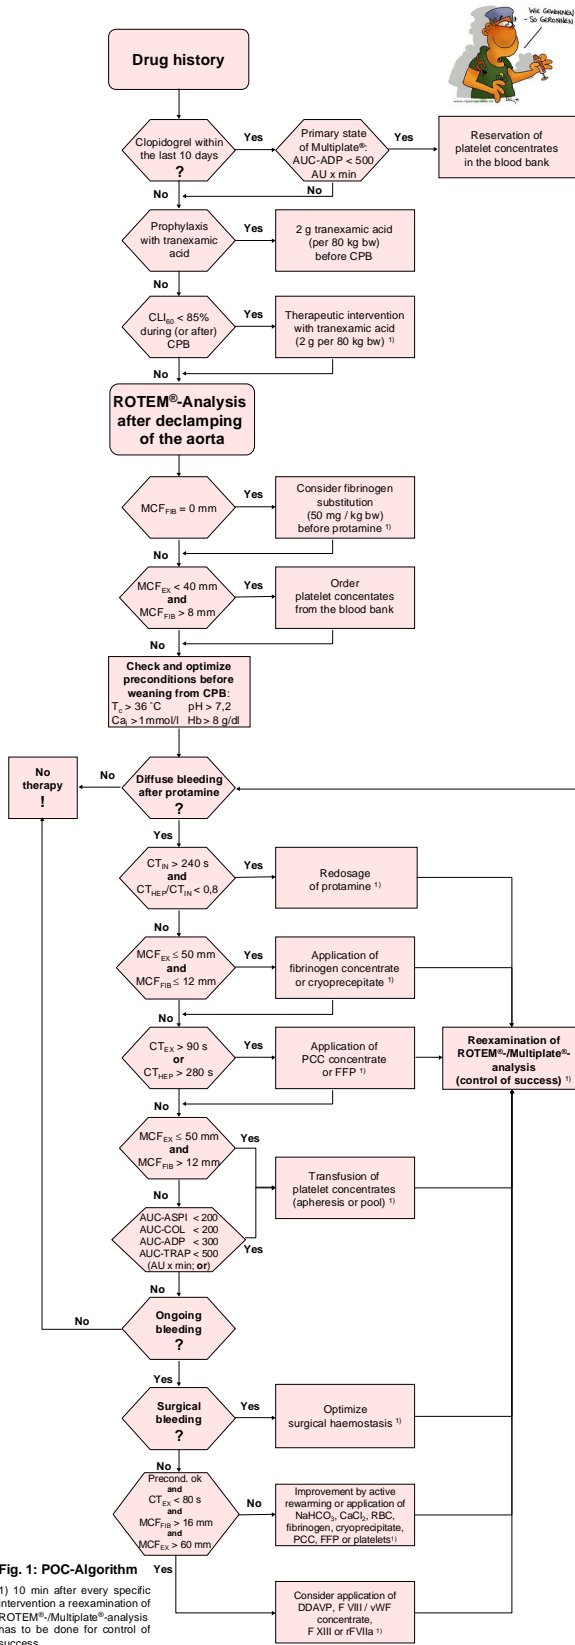 WIE GEWONNEN
- SO GERONNEN
Drug history
Clopidogrel within
the last 10 days
?
Yes
Primary state
of Multiplate®:
AUC-ADP < 500
AU x min
Yes
Reservation of
platelet concentrates
in the blood bank
No
No
Prophylaxis
with tranexamic
acid
Yes
2 g tranexamic acid
(per 80 kg bw)
before CPB
No
CLI60 < 85%
during (or after)
CPB
Yes
Therapeutic intervention
with tranexamic acid
(2 g per 80 kg bw) 1)
No
ROTEM®-Analysis
after declamping
of the aorta
MCFFIB = 0 mm
Yes
Consider fibrinogen
substitution
(50 mg / kg bw)
before protamine 1)
No
MCFEX < 40 mm
and
MCFFIB > 8 mm
Yes
Order
platelet concentates
from the blood bank
No
Check and optimize
preconditions before
weaning from CPB:
Tc > 36 °C pH > 7,2
Cai > 1mmol/l Hb > 8 g/dl
No
therapy
!
No
Diffuse bleeding
after protamine
?
Yes
CTIN > 240 s
and
CTHEP/CTIN < 0,8
Yes
Redosage
of protamine 1)
No
MCFEX ≤ 50 mm
and
MCFFIB ≤ 12 mm
Yes
Application of
fibrinogen concentrate
or cryoprecepitate 1)
No
CTEX > 90 s
or
CTHEP > 280 s
Yes
Application of
PCC concentrate
or FFP 1)
Reexamination of
ROTEM®-/Multiplate®-
analysis
(control of success) 1)
No
MCFEX ≤ 50 mm
and
MCFFIB > 12 mm
Yes
Transfusion of
platelet concentrates
(apheresis or pool) 1)
No
AUC-ASPI < 200
AUC-COL < 200
AUC-ADP < 300
AUC-TRAP < 500
(AU x min; or)
Yes
No
Ongoing
bleeding
?
No
Yes
Surgical
bleeding
?
Yes
Optimize
surgical haemostasis 1)
No
Precond. ok
and
CTEX < 80 s
and
MCFFIB > 16 mm
and
MCFEX > 60 mm
No
Improvement by active
rewarming or application of
NaHCO3, CaCl2, RBC,
fibrinogen, cryoprecipitate,
PCC, FFP or platelets1)
Yes
Consider application of
DDAVP, F VIII / vWF
concentrate,
F XIII or rFVIIa 1)
Fig. 1: POC-Algorithm
1) 10 min after every specific
intervention a reexamination of
ROTEM®-/Multiplate®-analysis
has to be done for control of
success